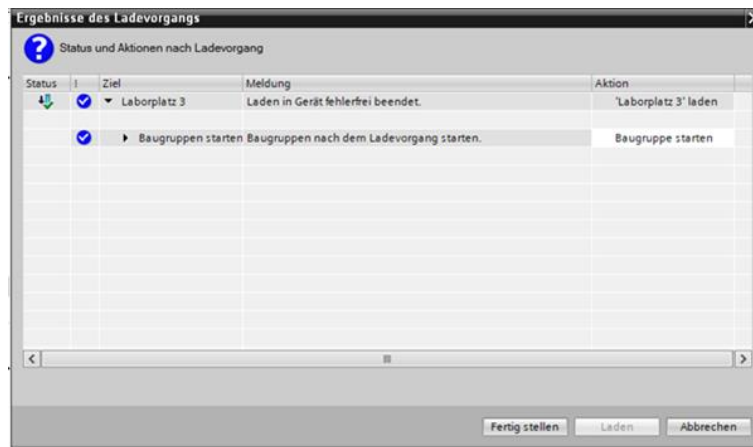 Ergebnisse des Ladevorgangs
Status und Aktionen nach Ladevorgang
Status ! Ziel Meldung Aktion
Laborplatz 3 Laden in Gerät fehlerfrei beendet. 'Laborplatz 3' laden
Baugruppen starten Baugruppen nach dem Ladevorgang starten. Baugruppe starten
Fertig stellen Laden Abbrechen